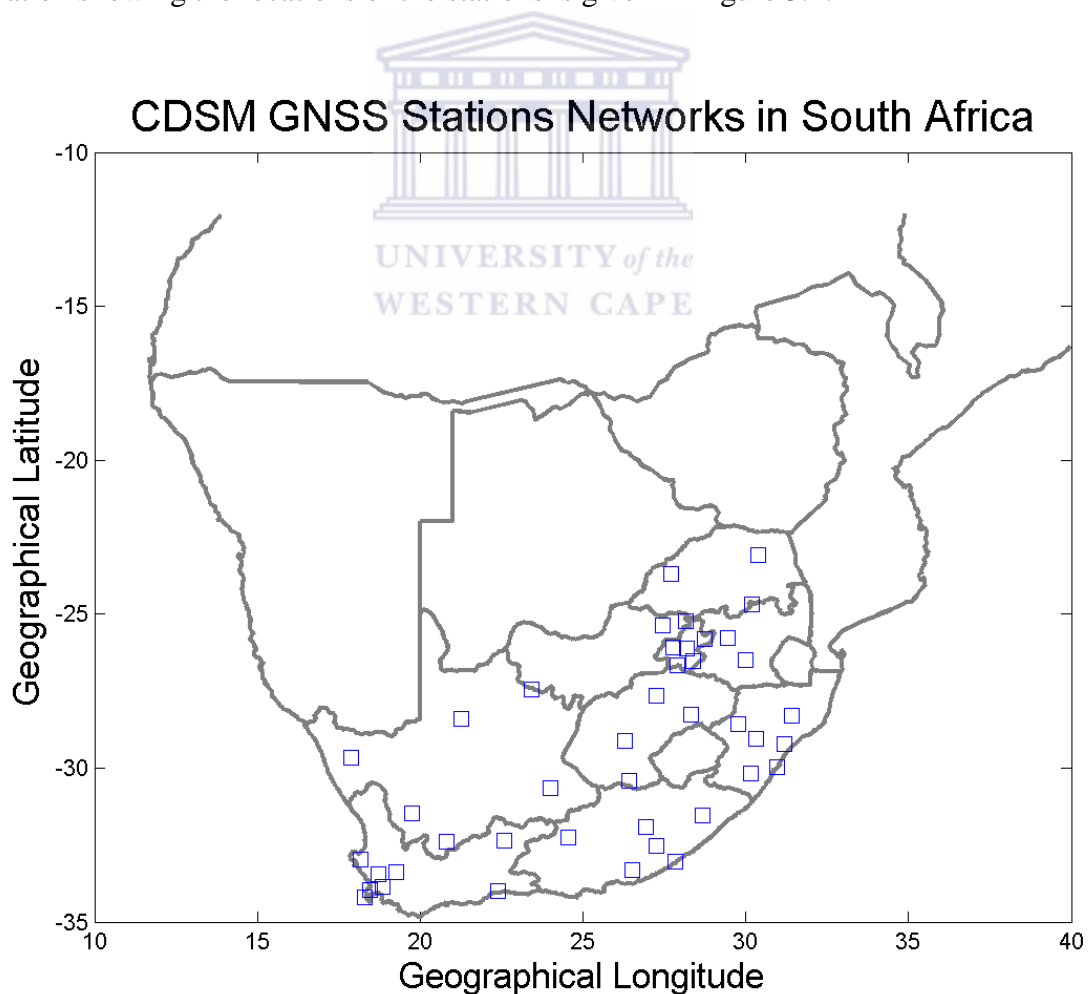 CDSM GNSS Stations Networks in South Africa
UNIVERSITY of the
WESTERN CAPE
-10
-15
-20
-25
-30
-35
10
15
20
25
30
35
40
Geographical Latitude
Geographical Longitude